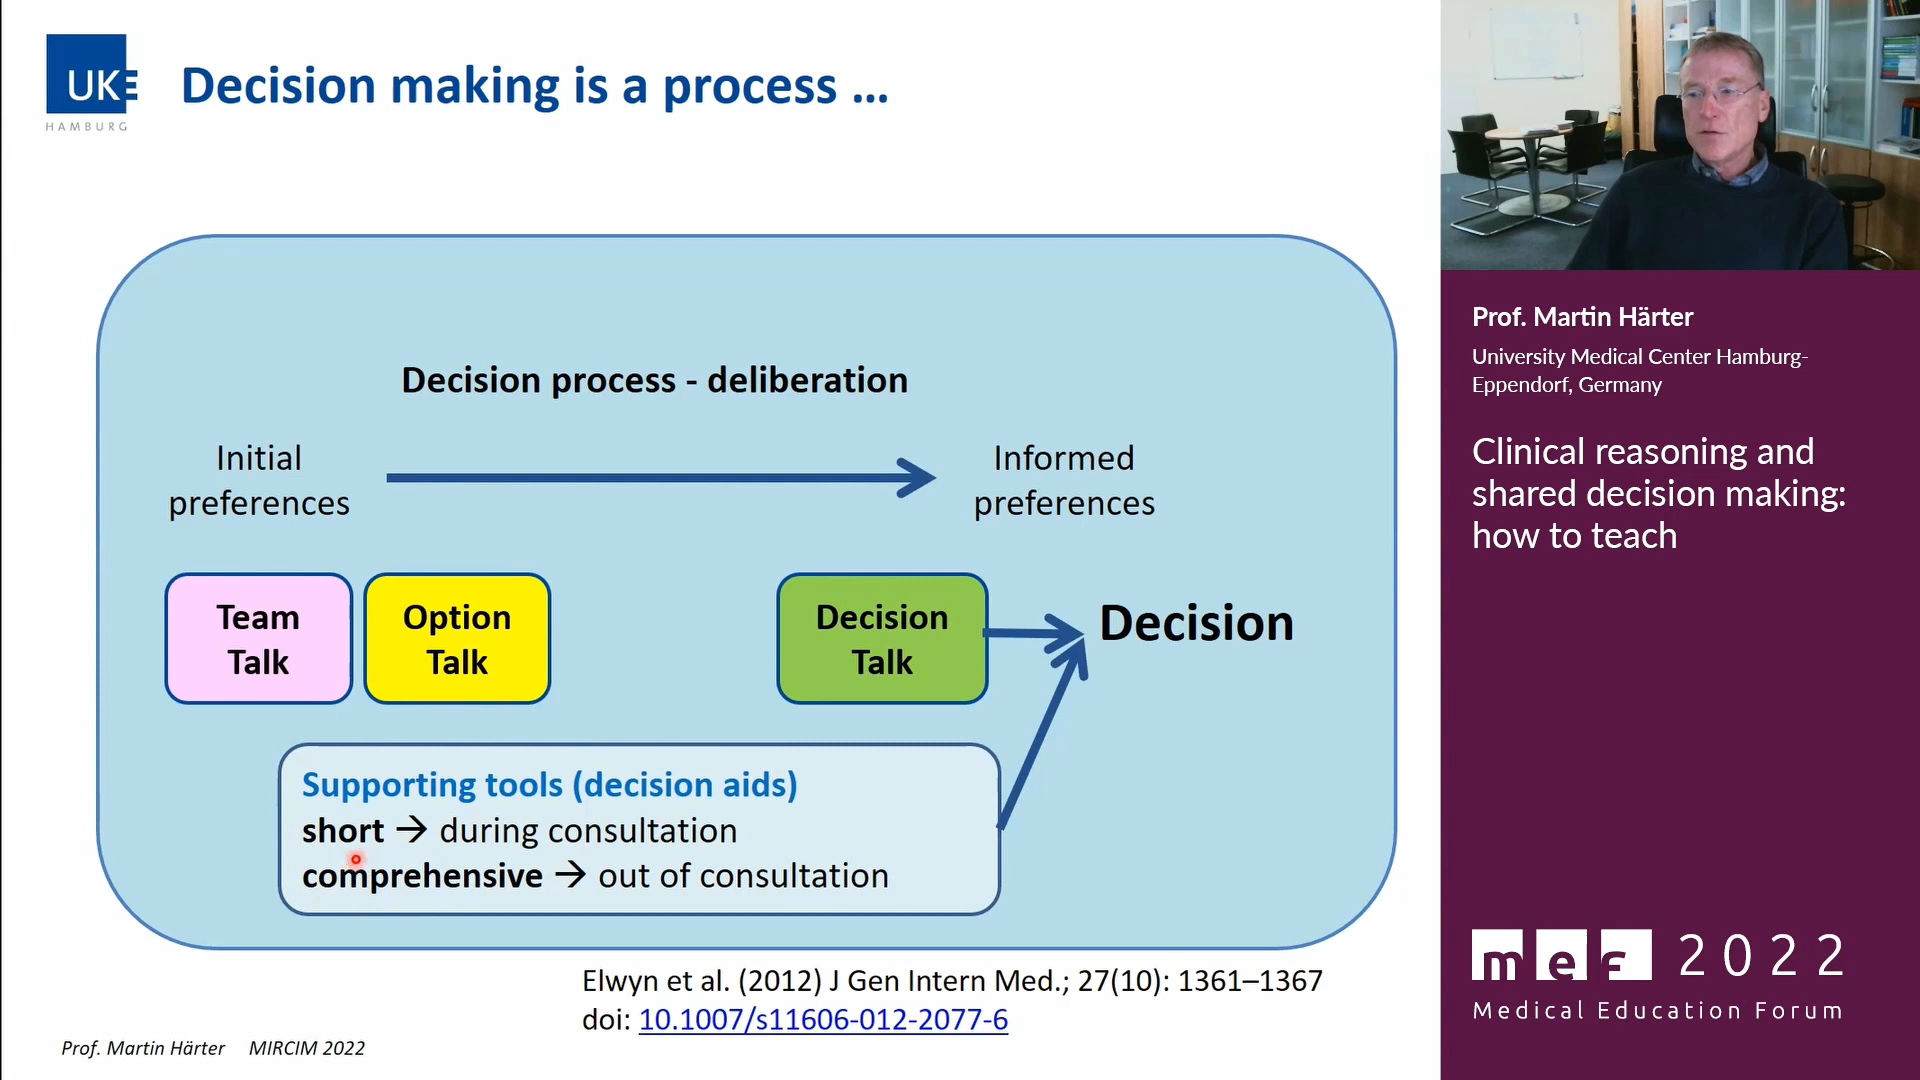 UKE
HAMBURG
Decision making is a process ...
Decision process - deliberation
Initial
preferences
Informed
preferences
Team
Talk
Option
Talk
Decision
Talk
Decision
Supporting tools (decision aids)
short → during consultation
comprehensive → out of consultation
Elwyn et al. (2012) J Gen Intern Med.; 27(10): 1361–1367
doi: 10.1007/s11606-012-2077-6
Prof. Martin Härter MIRCIM 2022
Prof. Martin Härter
University Medical Center Hamburg-
Eppendorf, Germany
Clinical reasoning and
shared decision making:
how to teach
mef 2022
Medical Education Forum